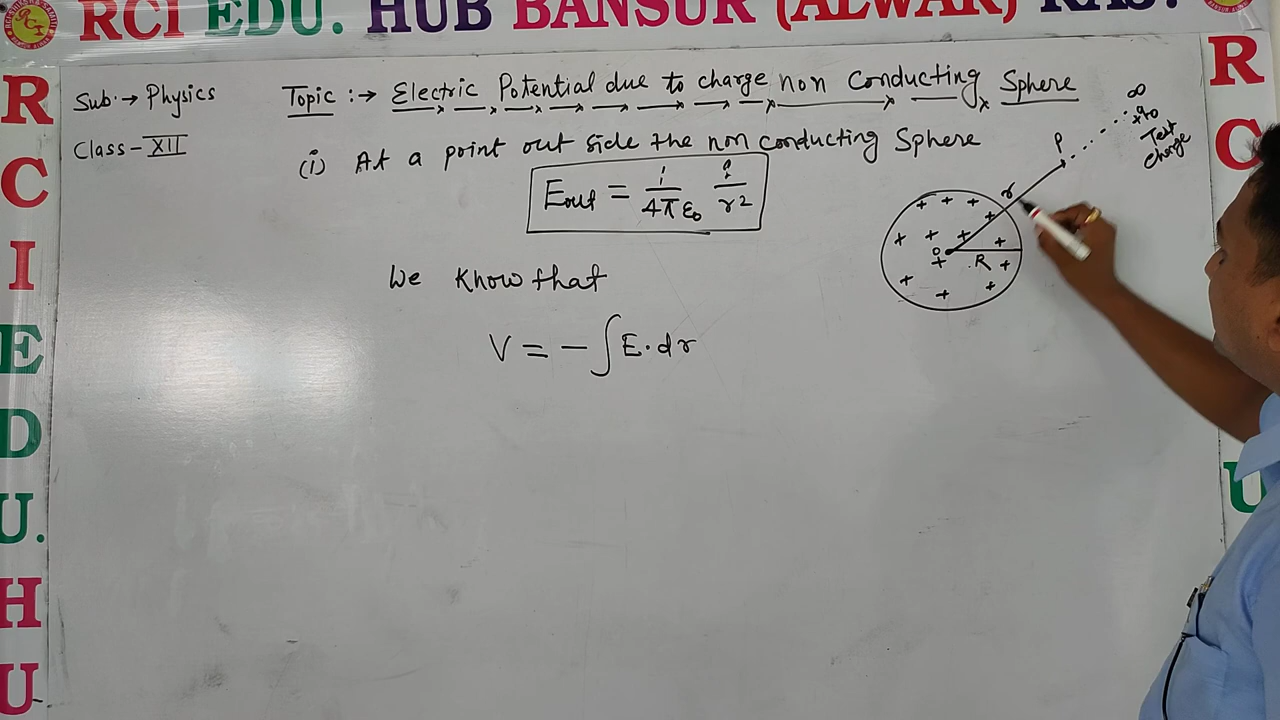 RCI EDU. HUB BANSUR (ALWAR) RAJ.
R
C
I
E
D
U.
H
U
R
C
U
Sub.→ Physics
Class - XII
Topic :→ Electric Potential due to charge non Conducting Sphere
(i) At a point out side the non conducting Sphere
Eout = 1/4πε₀ q/r²
We know that
V = − ∫E.dr
∞
+q₀
Test
charge
P
r
O
R